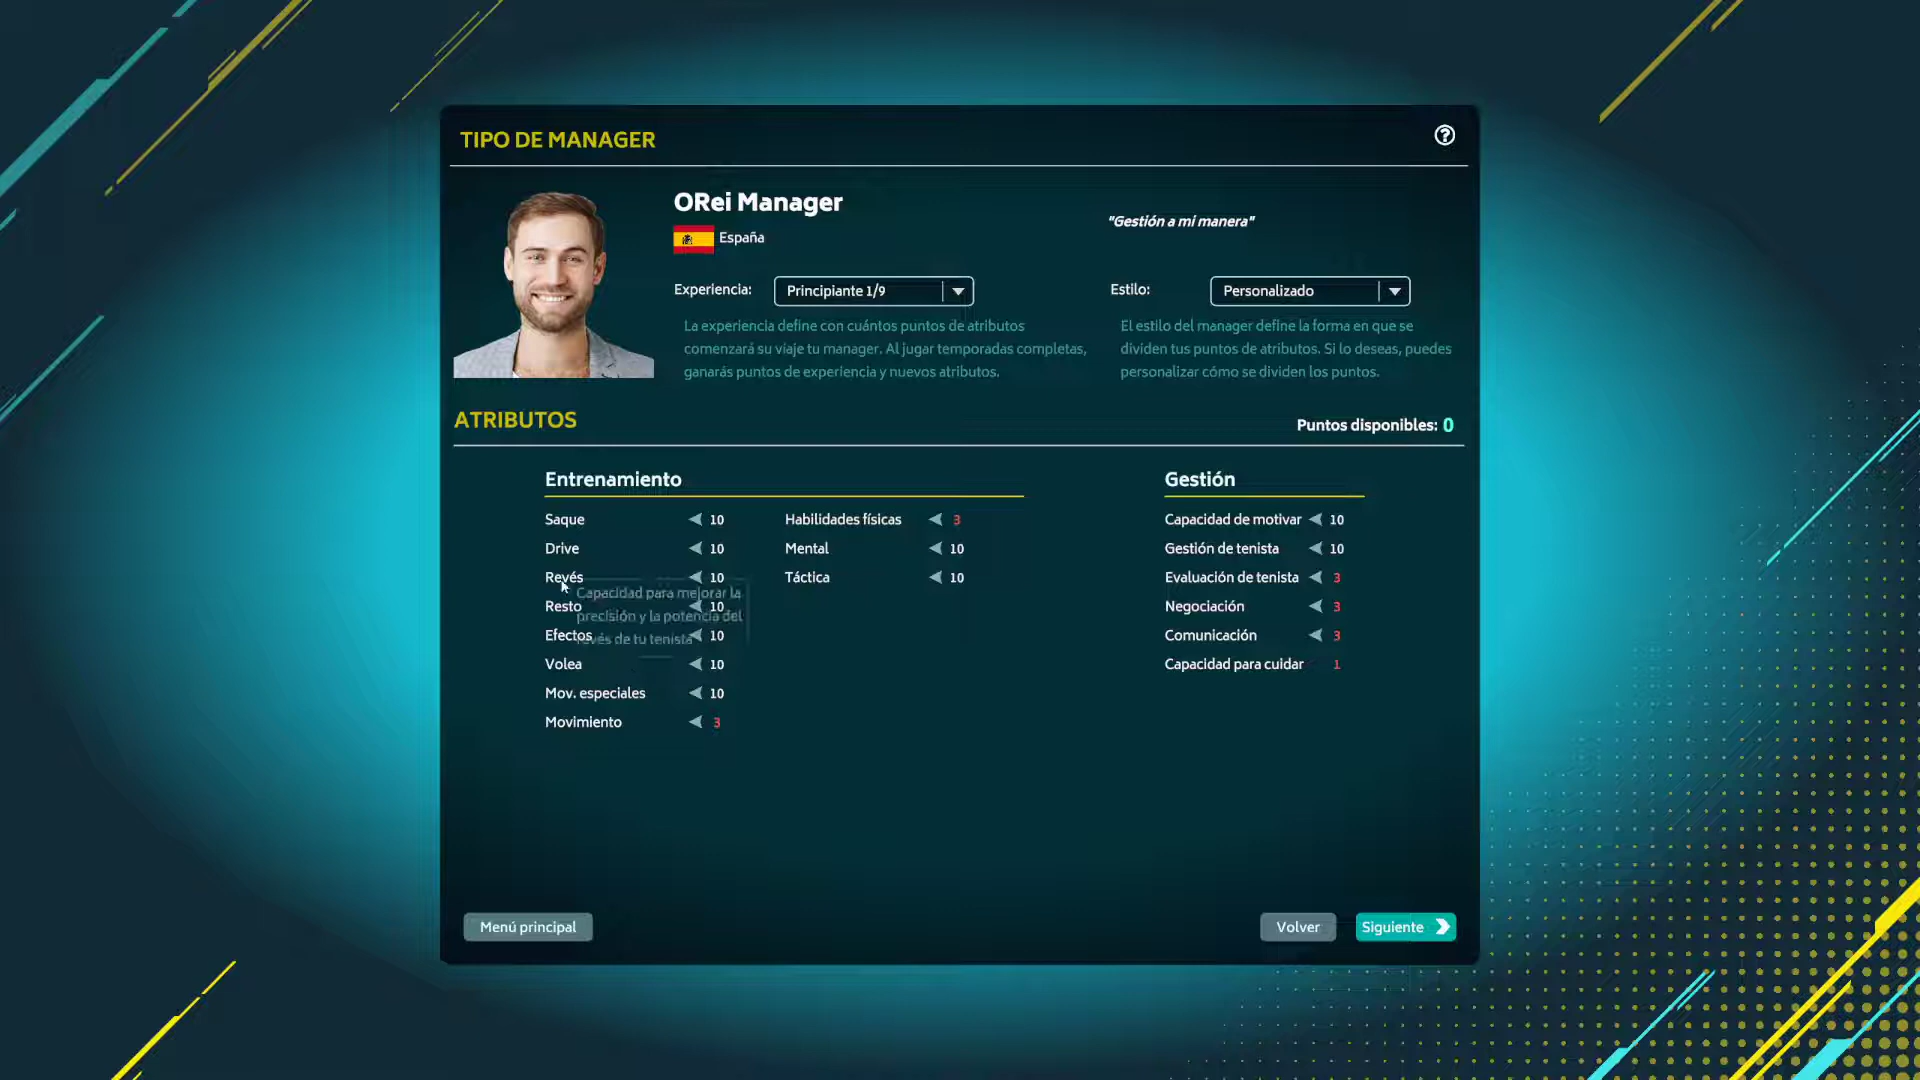 TIPO DE MANAGER
ORei Manager
España
"Gestión a mi manera"
Experiencia:
Principiante 1/9
Estilo:
Personalizado
La experiencia define con cuántos puntos de atributos
comenzará su viaje tu manager. Al jugar temporadas completas,
ganarás puntos de experiencia y nuevos atributos.
El estilo del manager define la forma en que se
dividen tus puntos de atributos. Si lo deseas, puedes
personalizar cómo se dividen los puntos.
ATRIBUTOS
Puntos disponibles: 0
Entrenamiento
Saque 10
Drive 10
Revés 10
Resto 10
Efectos 10
Volea 10
Mov. especiales 10
Movimiento 3
Capacidad para mejorar la
precisión y la potencia del
revés de tu tenista
Habilidades físicas 3
Mental 10
Táctica 10
Gestión
Capacidad de motivar 10
Gestión de tenista 10
Evaluación de tenista 3
Negociación 3
Comunicación 3
Capacidad para cuidar 1
Menú principal
Volver
Siguiente